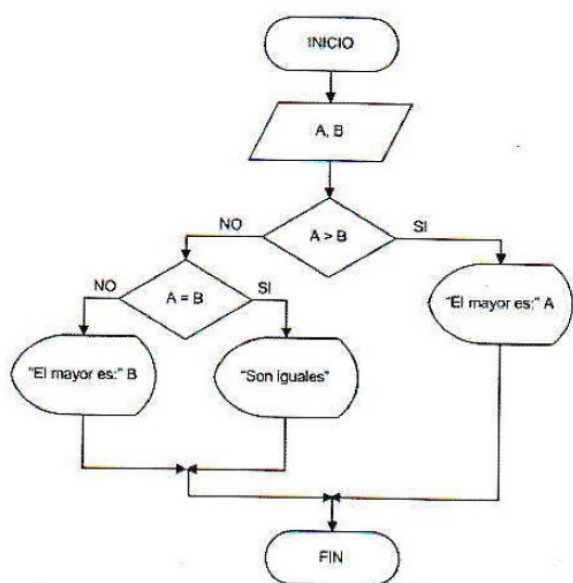 INICIO
A, B
A > B
NO
SI
A = B
NO
SI
"El mayor es:" A
"El mayor es:" B
"Son iguales"
FIN